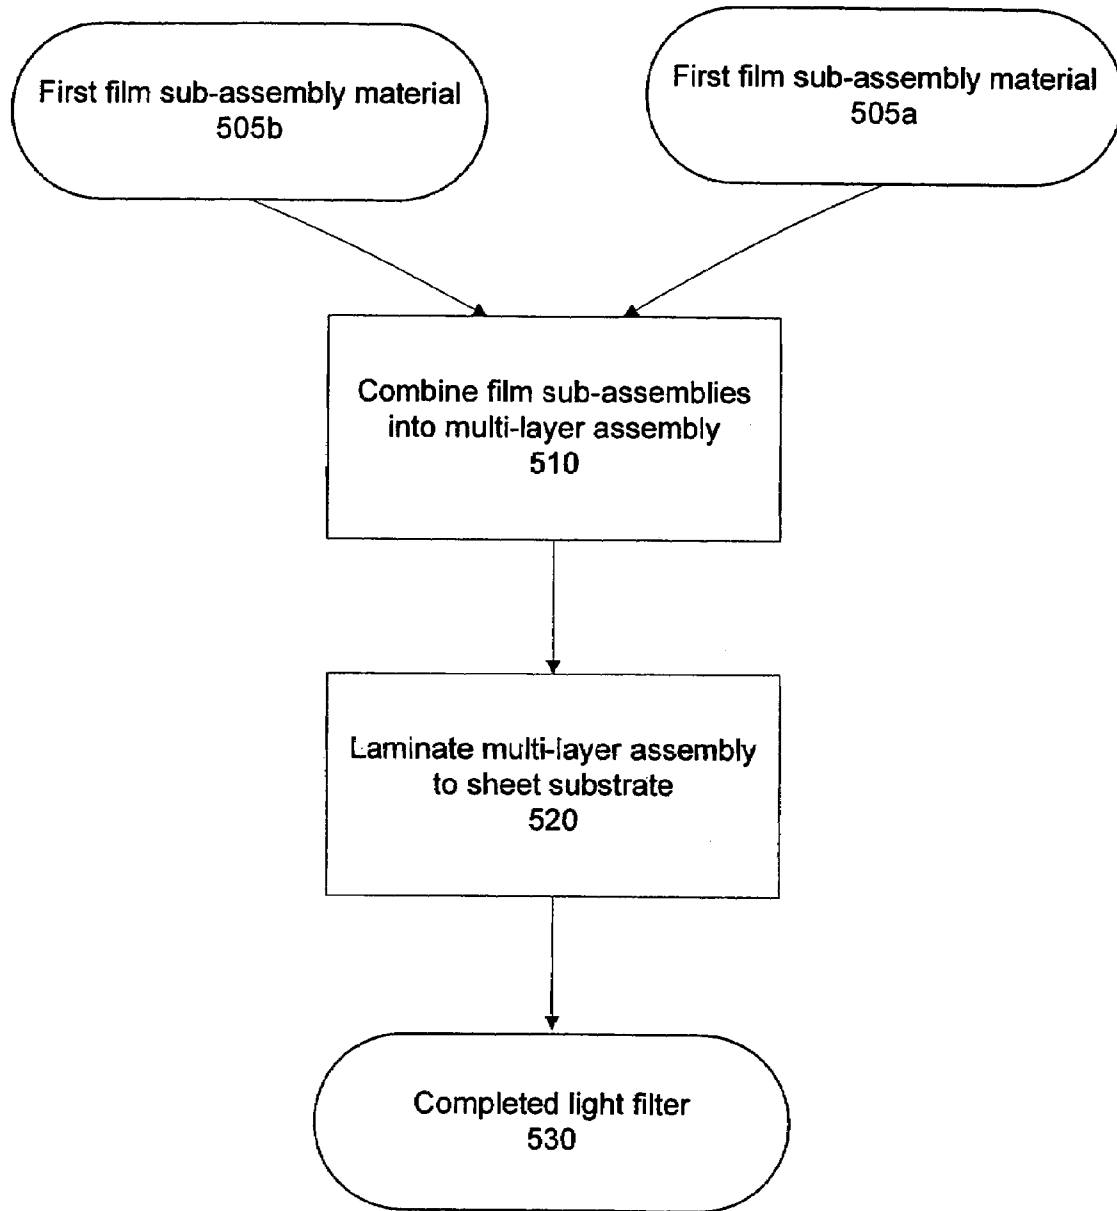 First film sub-assembly material
505b
First film sub-assembly material
505a
Combine film sub-assemblies
into multi-layer assembly
510
Laminate multi-layer assembly
to sheet substrate
520
Completed light filter
530